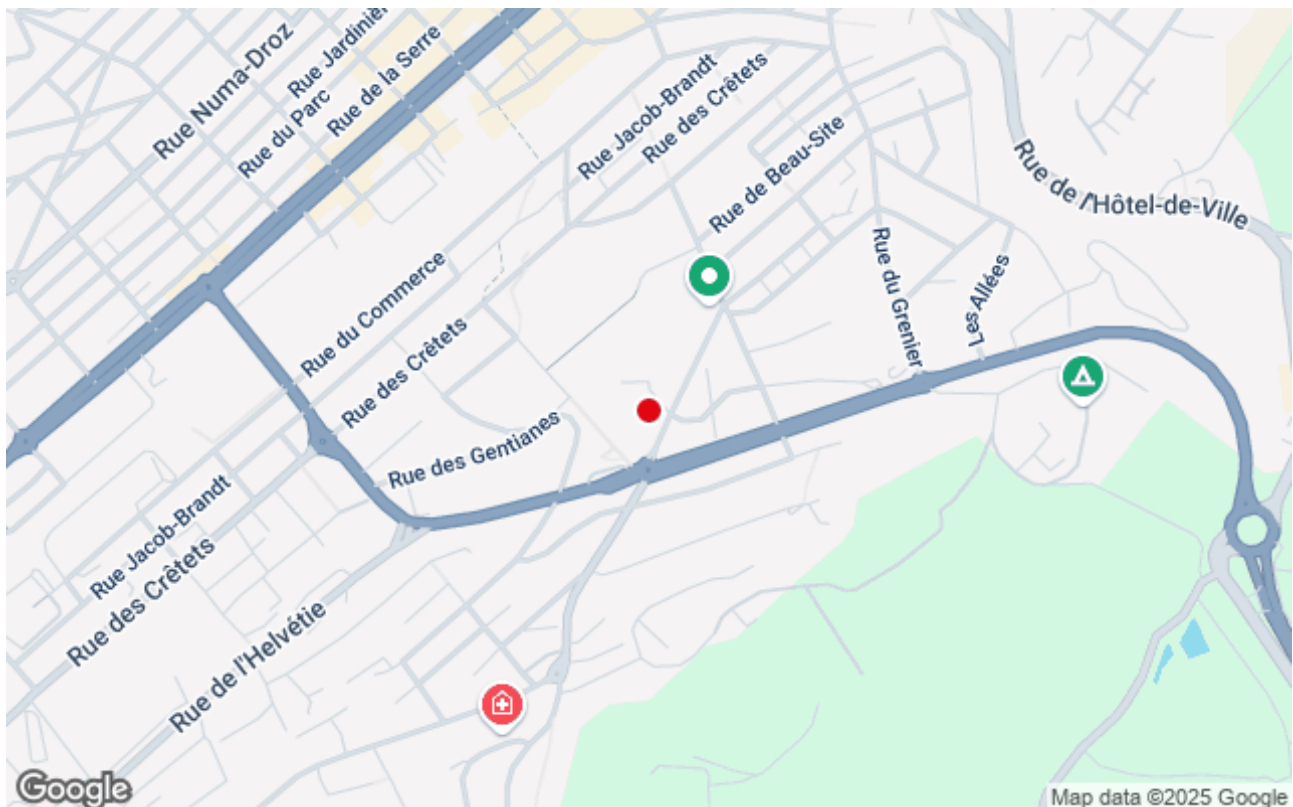 Rue Numa-Droz
Rue Jardinière
Rue du Parc
Rue de la Serre
Rue Jacob-Brandt
Rue des Crêtets
Rue de Beau-Site
Rue de l'Hôtel-de-Ville
Rue du Grenier
Les Allées
Rue du Commerce
Rue des Crêtets
Rue des Gentianes
Rue Jacob-Brandt
Rue des Crêtets
Rue de l'Helvétie
Google
Map data ©2025 Google